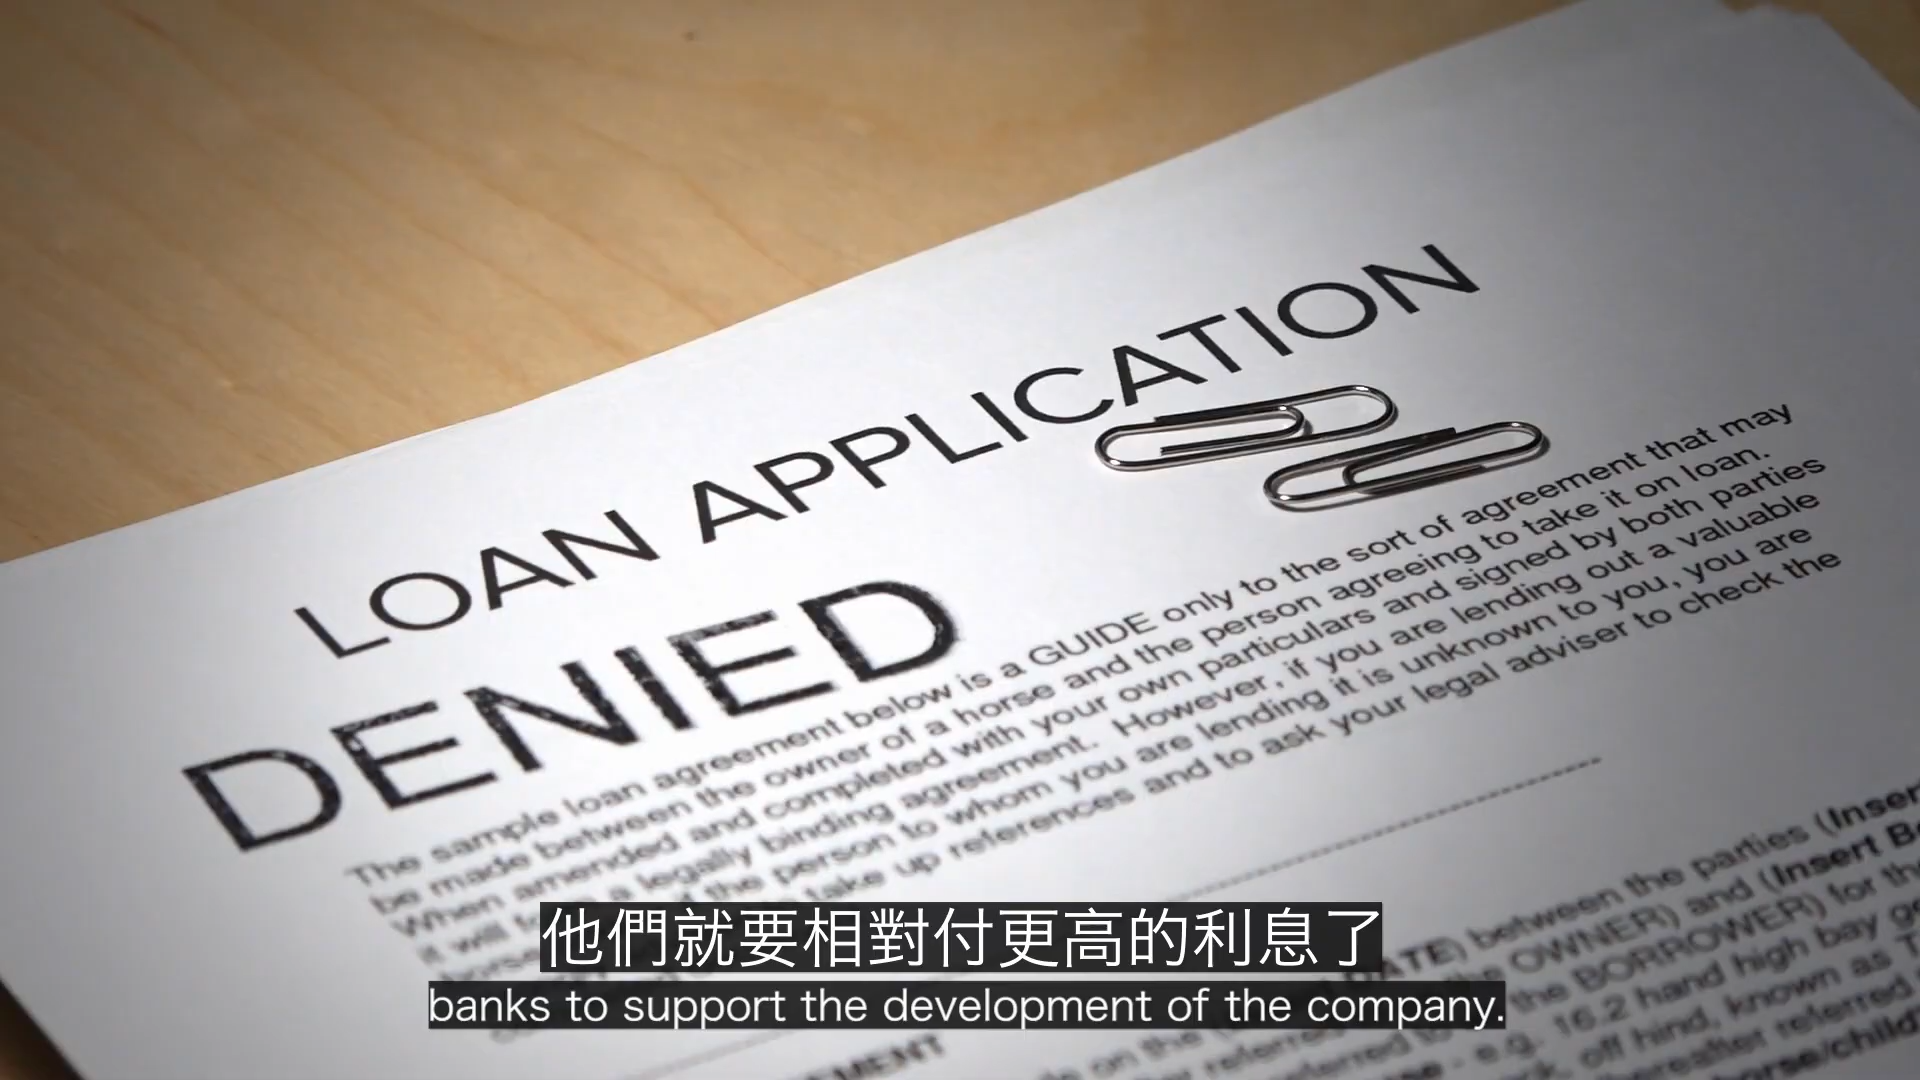 LOAN APPLICATION
DENIED
The sample loan agreement below is a GUIDE only to the sort of agreement that may
be made between the owner of a horse and the person agreeing to take it on loan.
When amended and completed with your own particulars and signed by both parties
it will form a legally binding agreement. However, if you are lending out a valuable
the person to whom you are lending it is unknown to you, you are
take up references and to ask your legal adviser to check the
between the parties (Insert
OWNER) and (Insert
the BORROWER) for the
16.2 hand high bay
off hind, known as
他們就要相對付更高的利息了
banks to support the development of the company.